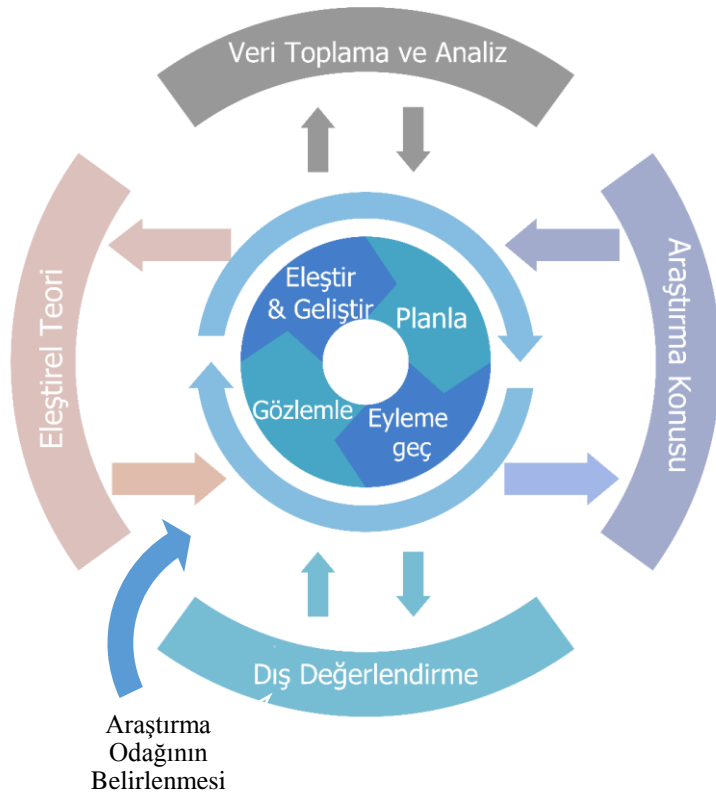 Veri Toplama ve Analiz
Eleştirel Teori
Araştırma Konusu
Eleştir
& Geliştir
Planla
Gözlemle
Eyleme
geç
Dış Değerlendirme
Araştırma
Odağının
Belirlenmesi